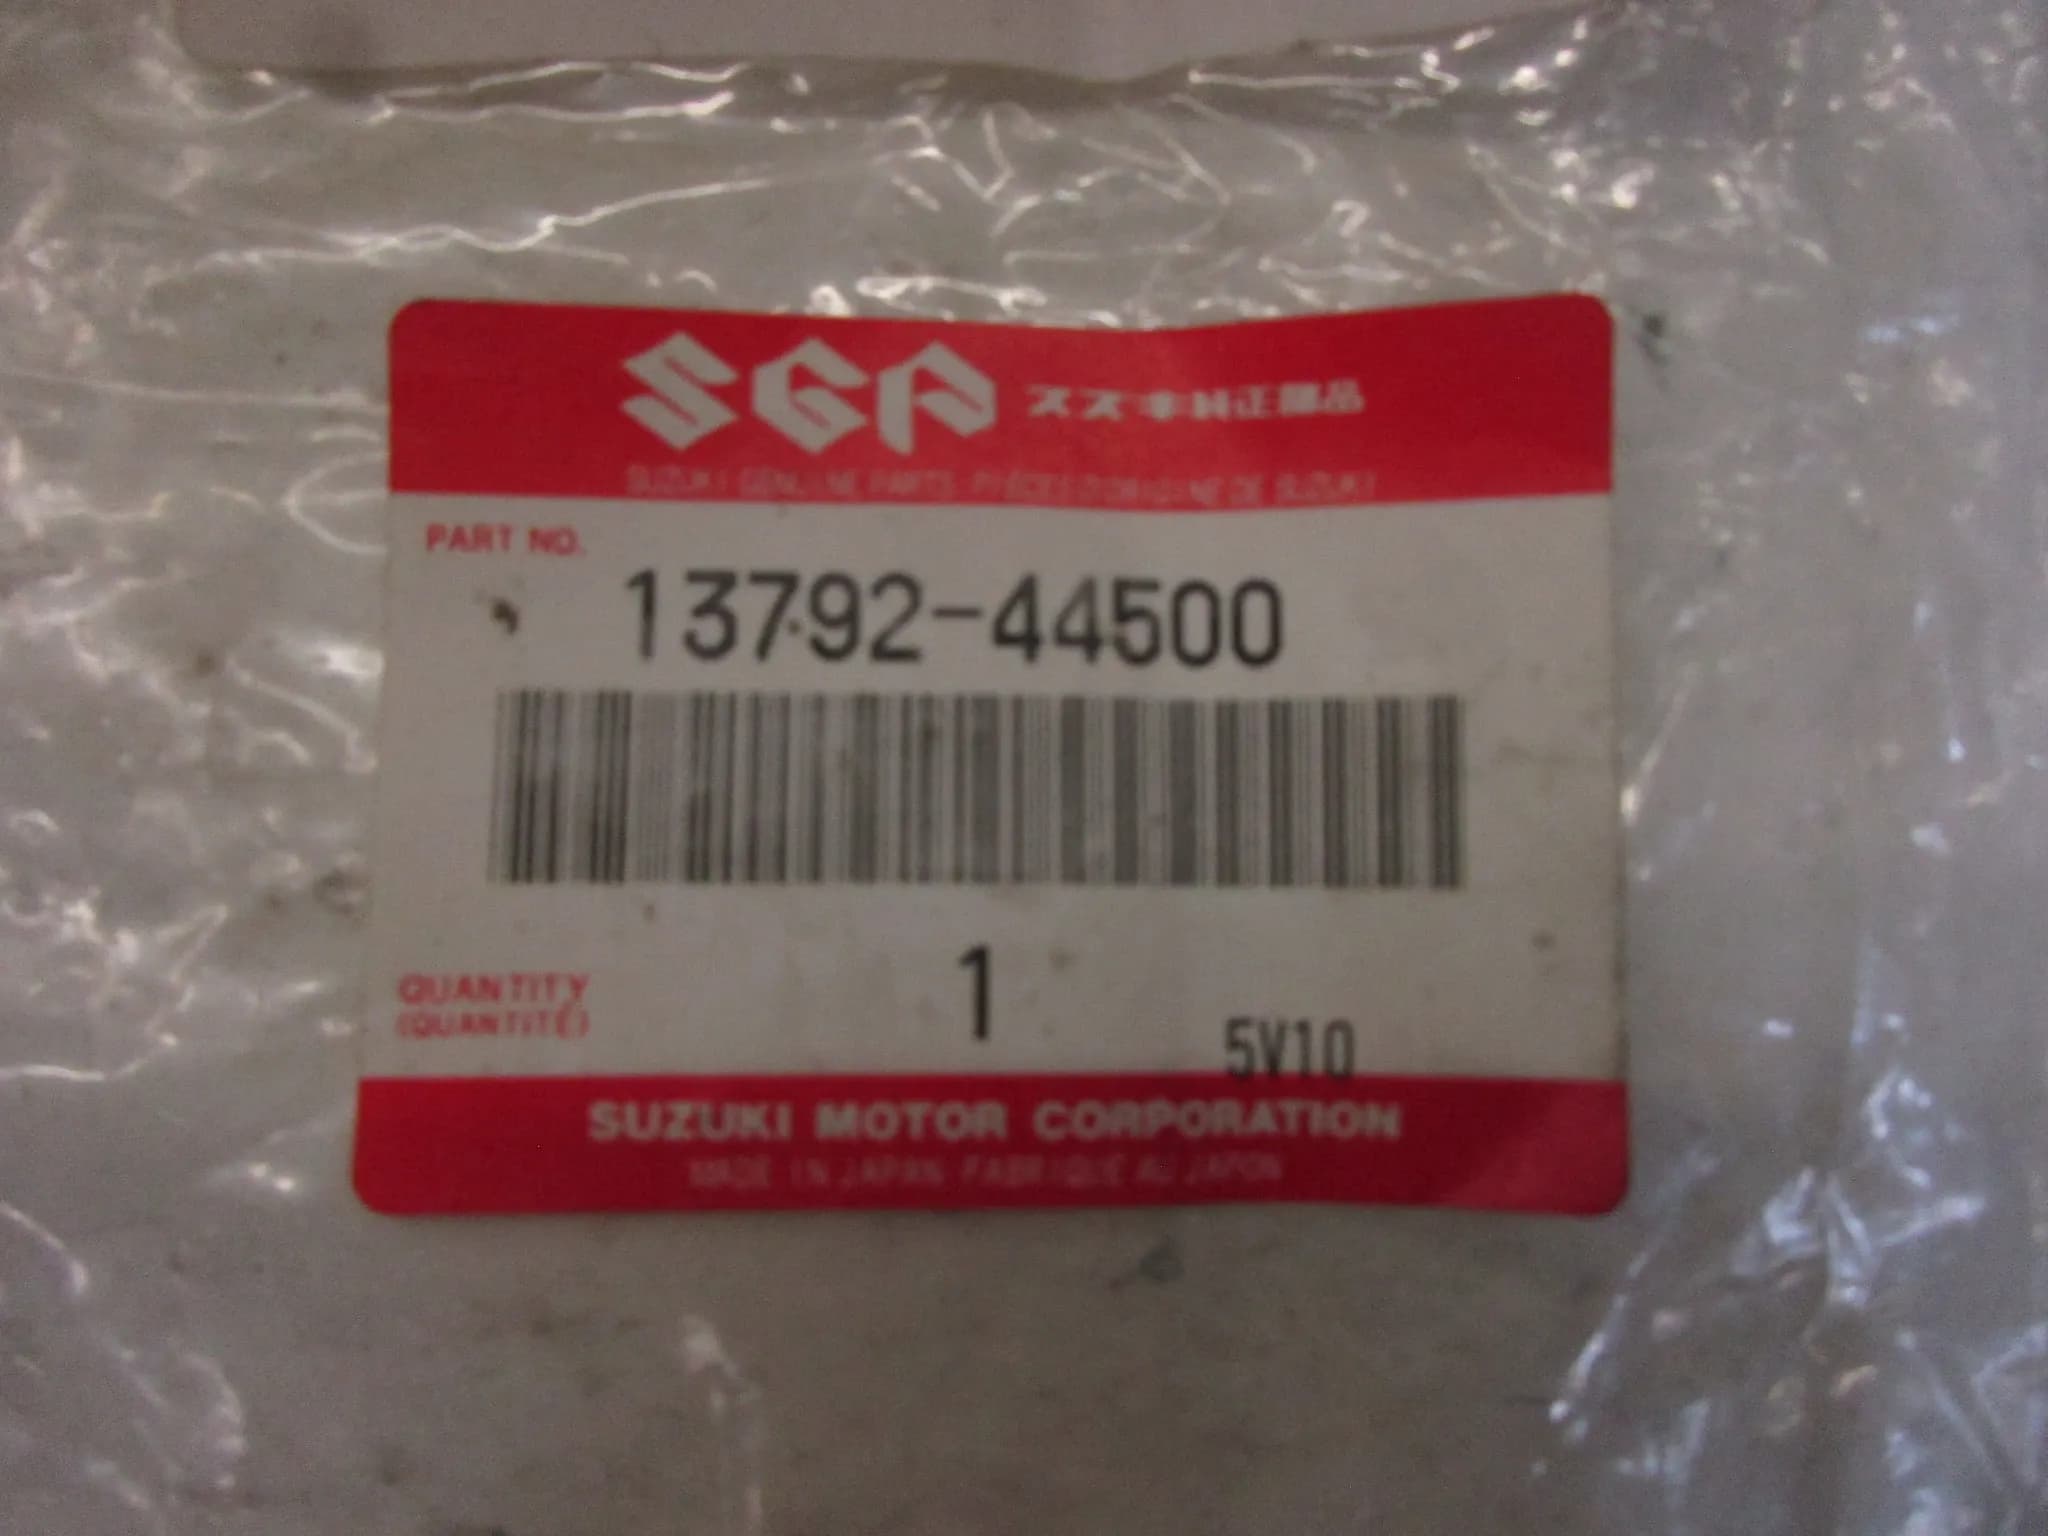 SGP スズキ純正部品
SUZUKI GENUINE PARTS PIÈCES D'ORIGINE DE SUZUKI
PART NO.
13792-44500
QUANTITY
(QUANTITÉ)
1
5V10
SUZUKI MOTOR CORPORATION
MADE IN JAPAN FABRIQUÉ AU JAPON